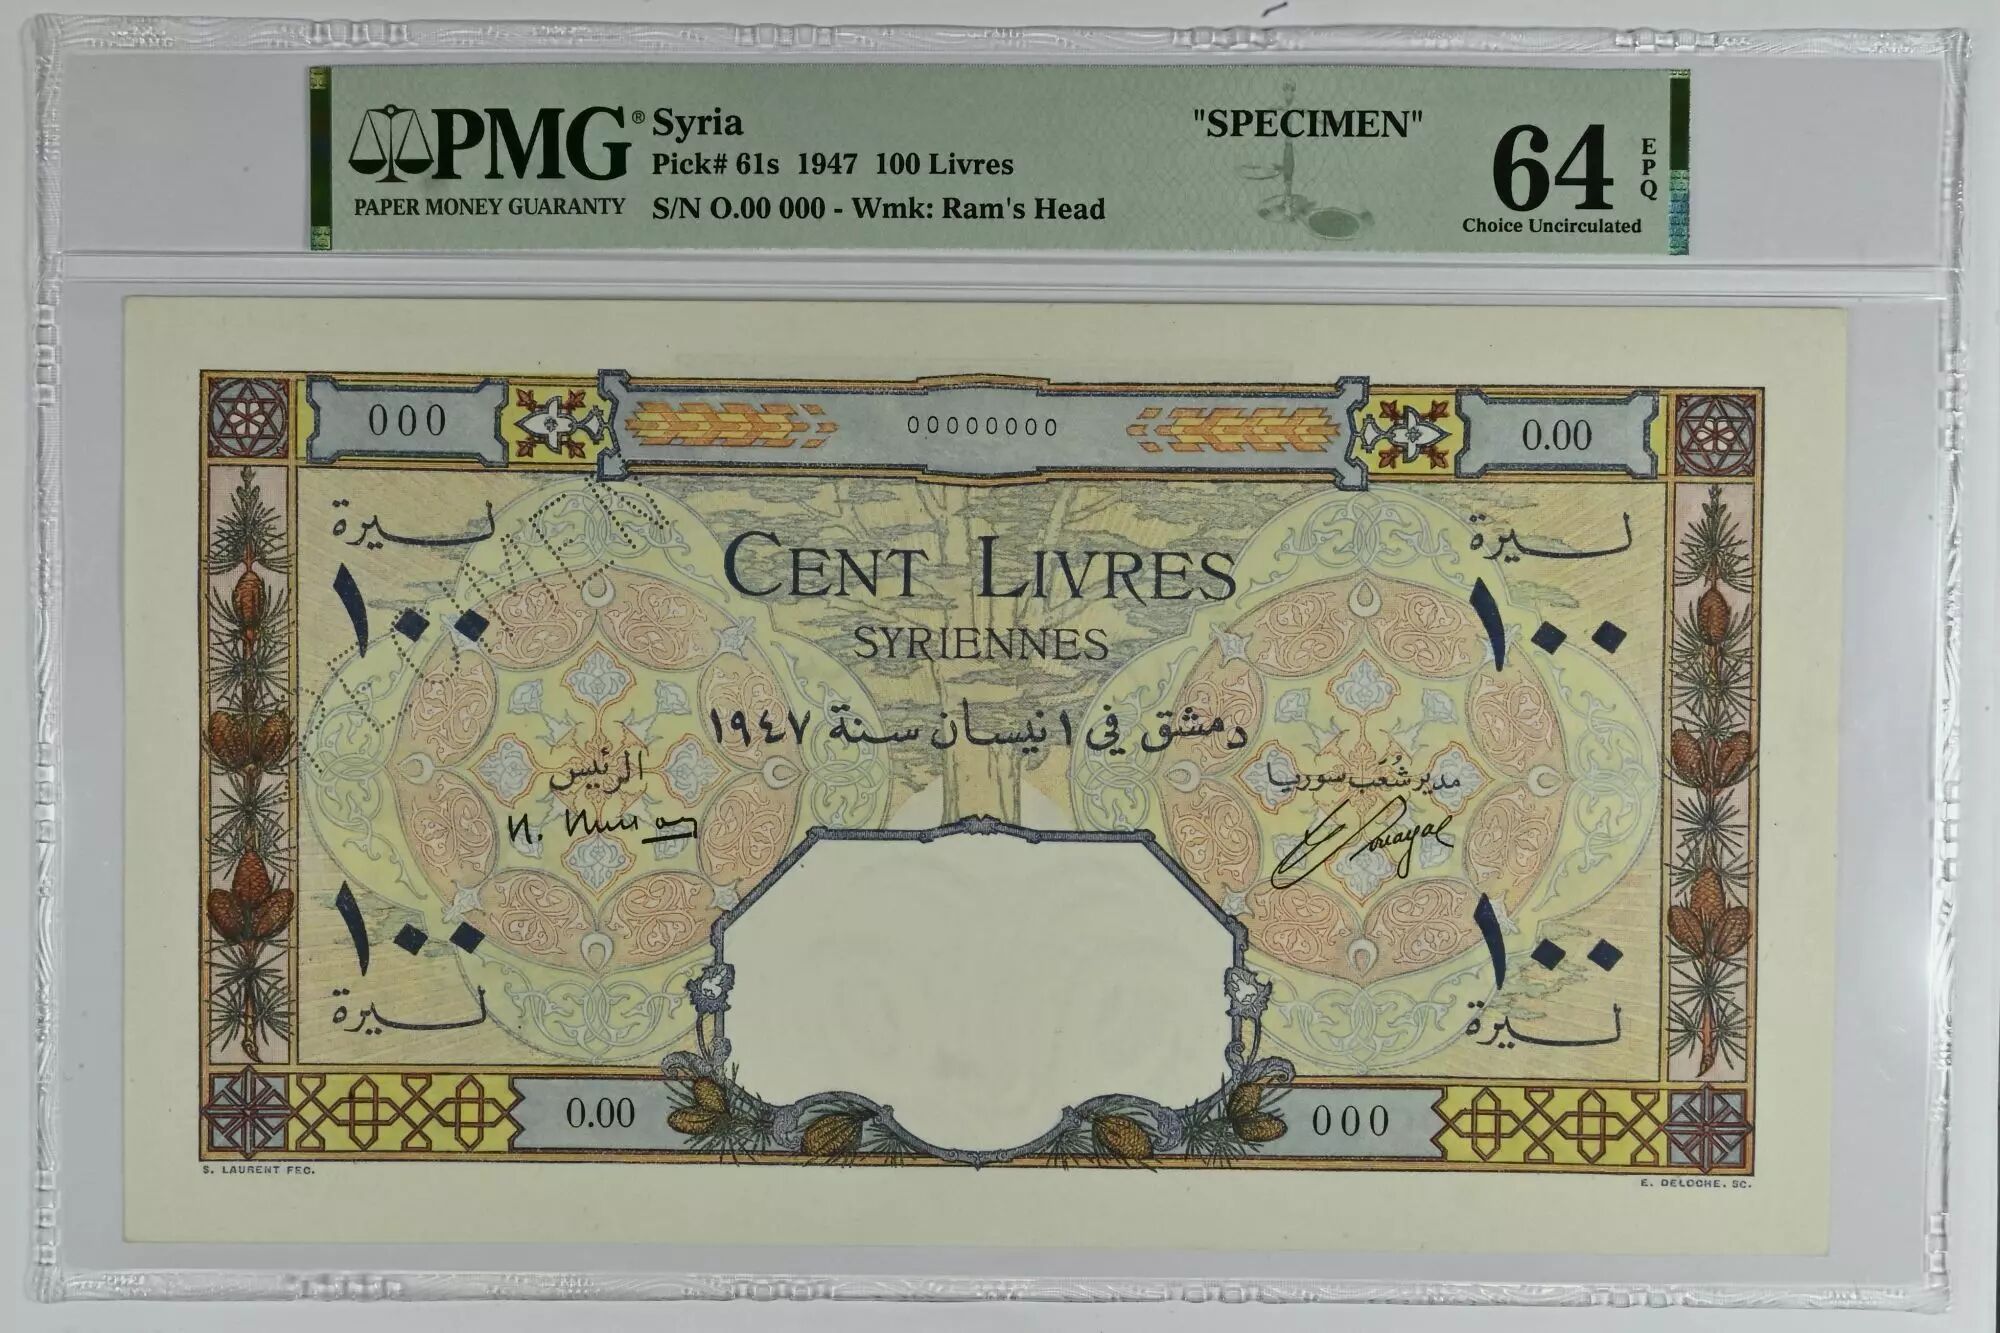 PMG®
PAPER MONEY GUARANTY
Syria
Pick# 61s 1947 100 Livres
S/N O.00 000 - Wmk: Ram's Head
"SPECIMEN"
64
EPQ
Choice Uncirculated
000
00000000
0.00
ليرة
ليرة
SPECIMEN
١٠٠
١٠٠
CENT LIVRES
SYRIENNES
دمشق في ١ نيسان سنة ١٩٤٧
الرئيس
مدير شُعَب سوريا
١٠٠
١٠٠
ليرة
ليرة
0.00
000
S. LAURENT FEC.
E. DELOCHE. SC.